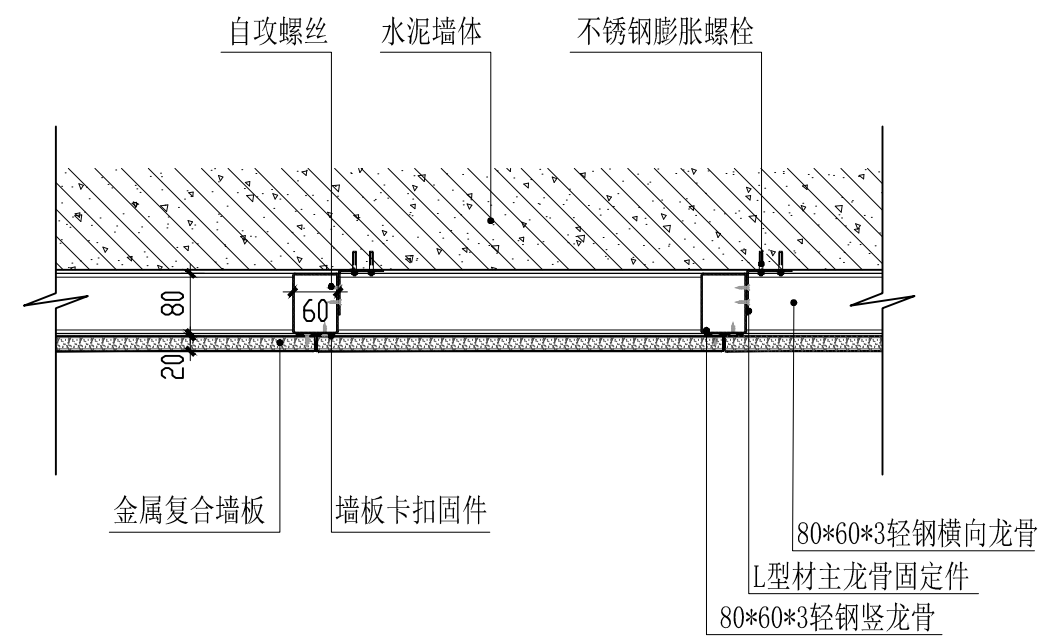 自攻螺丝
水泥墙体
不锈钢膨胀螺栓
80
60
20
金属复合墙板
墙板卡扣固件
80*60*3轻钢横向龙骨
L型材主龙骨固定件
80*60*3轻钢竖龙骨